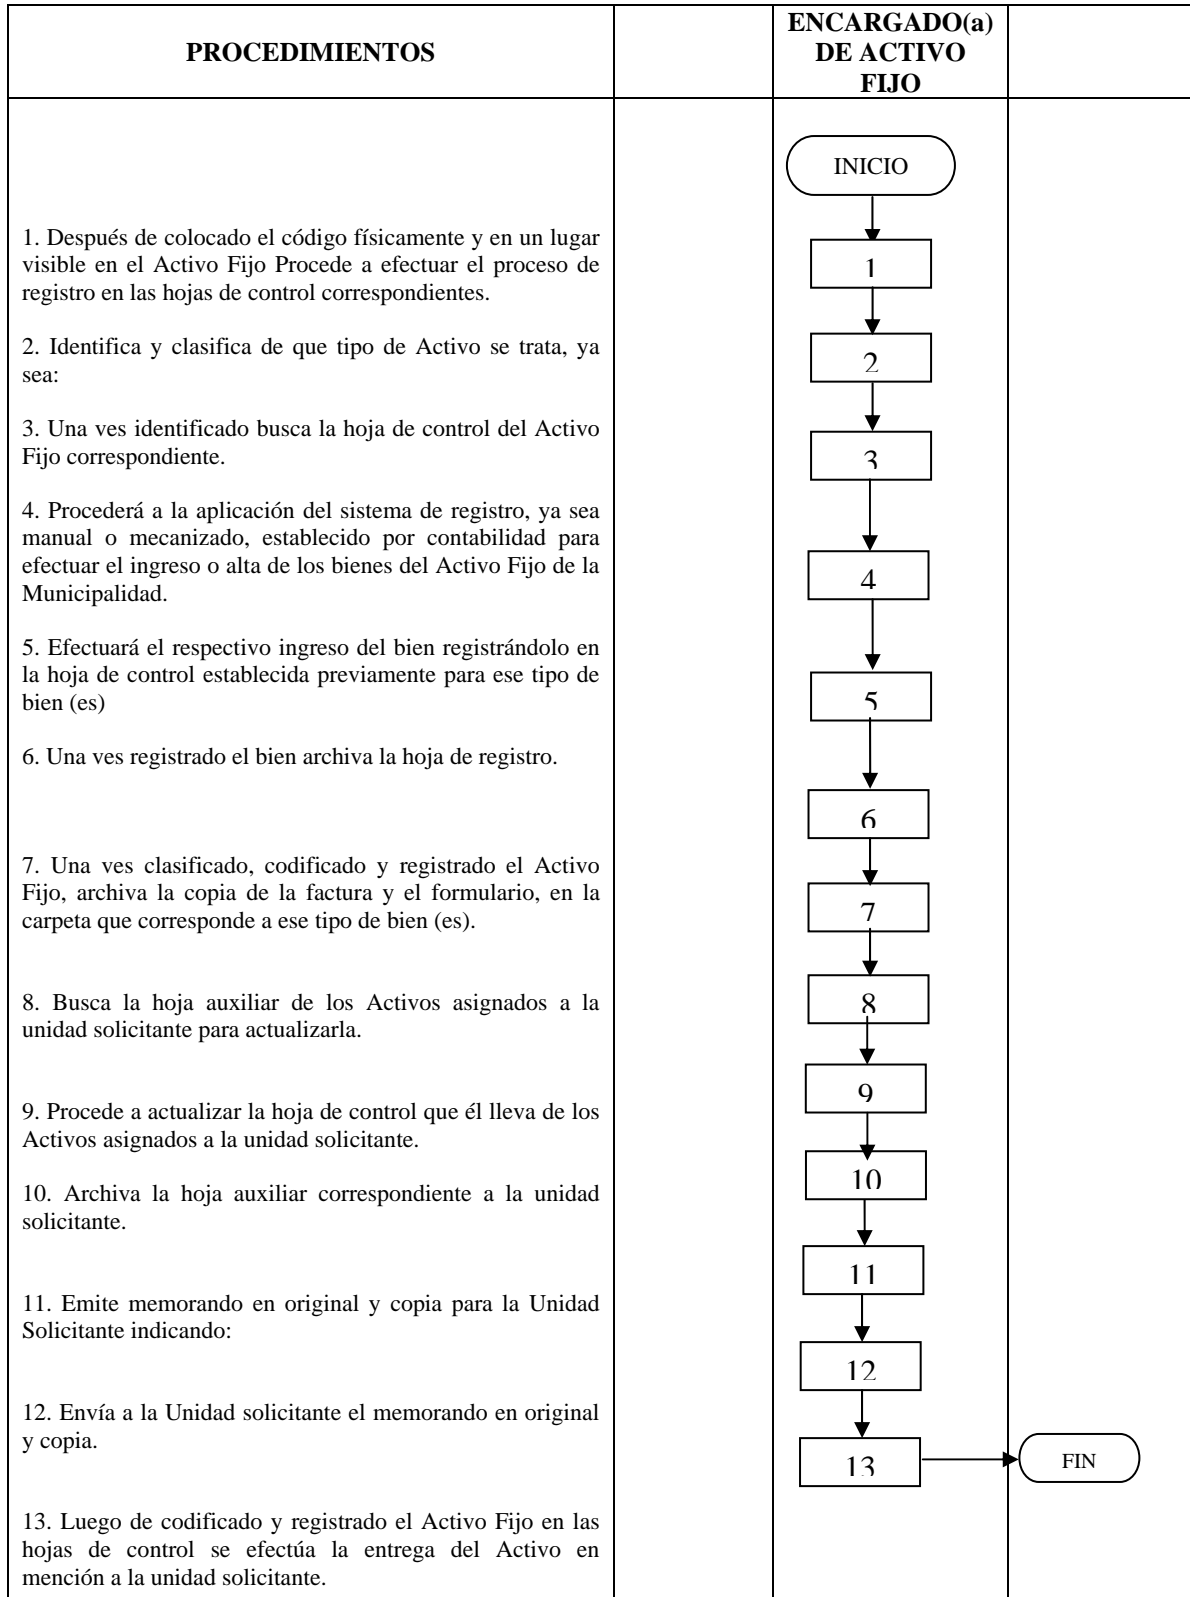 PROCEDIMIENTOS
ENCARGADO(a)
DE ACTIVO
FIJO
INICIO
1. Después de colocado el código físicamente y en un lugar
visible en el Activo Fijo Procede a efectuar el proceso de
registro en las hojas de control correspondientes.
2. Identifica y clasifica de que tipo de Activo se trata, ya
sea:
3. Una ves identificado busca la hoja de control del Activo
Fijo correspondiente.
4. Procederá a la aplicación del sistema de registro, ya sea
manual o mecanizado, establecido por contabilidad para
efectuar el ingreso o alta de los bienes del Activo Fijo de la
Municipalidad.
5. Efectuará el respectivo ingreso del bien registrándolo en
la hoja de control establecida previamente para ese tipo de
bien (es)
6. Una ves registrado el bien archiva la hoja de registro.
7. Una ves clasificado, codificado y registrado el Activo
Fijo, archiva la copia de la factura y el formulario, en la
carpeta que corresponde a ese tipo de bien (es).
8. Busca la hoja auxiliar de los Activos asignados a la
unidad solicitante para actualizarla.
9. Procede a actualizar la hoja de control que él lleva de los
Activos asignados a la unidad solicitante.
10. Archiva la hoja auxiliar correspondiente a la unidad
solicitante.
11. Emite memorando en original y copia para la Unidad
Solicitante indicando:
12. Envía a la Unidad solicitante el memorando en original
y copia.
13. Luego de codificado y registrado el Activo Fijo en las
hojas de control se efectúa la entrega del Activo en
mención a la unidad solicitante.
1
2
3
4
5
6
7
8
9
10
11
12
13
FIN